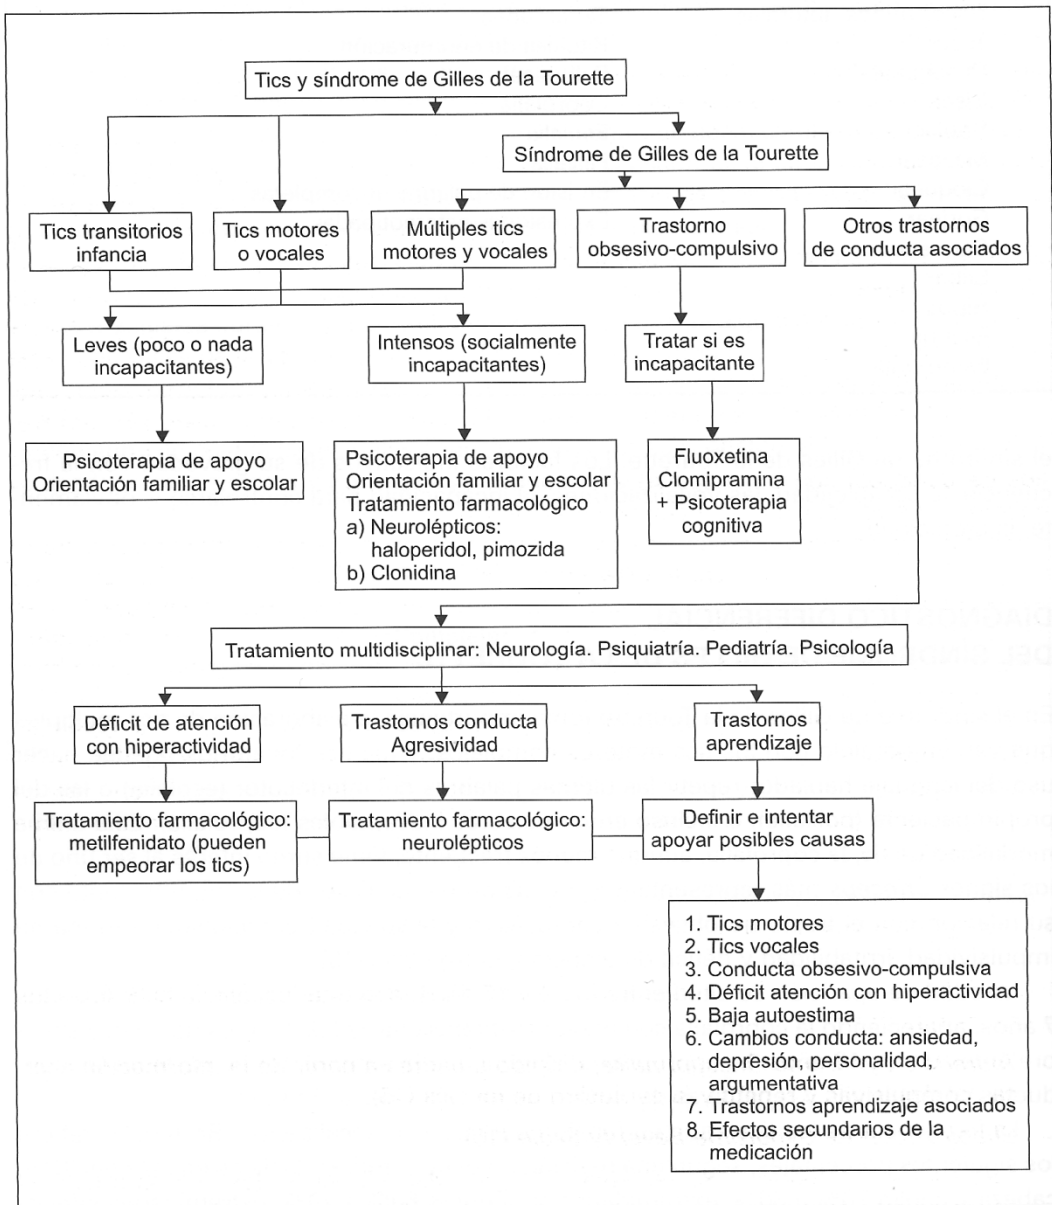 Tics y síndrome de Gilles de la Tourette
Síndrome de Gilles de la Tourette
Tics transitorios
infancia
Tics motores
o vocales
Múltiples tics
motores y vocales
Trastorno
obsesivo-compulsivo
Otros trastornos
de conducta asociados
Leves (poco o nada
incapacitantes)
Intensos (socialmente
incapacitantes)
Tratar si es
incapacitante
Psicoterapia de apoyo
Orientación familiar y escolar
Psicoterapia de apoyo
Orientación familiar y escolar
Tratamiento farmacológico
a) Neurolépticos:
haloperidol, pimozida
b) Clonidina
Fluoxetina
Clomipramina
+ Psicoterapia
cognitiva
Tratamiento multidisciplinar: Neurología. Psiquiatría. Pediatría. Psicología
Déficit de atención
con hiperactividad
Trastornos conducta
Agresividad
Trastornos
aprendizaje
Tratamiento farmacológico:
metilfenidato (pueden
empeorar los tics)
Tratamiento farmacológico:
neurolépticos
Definir e intentar
apoyar posibles causas
1. Tics motores
2. Tics vocales
3. Conducta obsesivo-compulsiva
4. Déficit atención con hiperactividad
5. Baja autoestima
6. Cambios conducta: ansiedad,
depresión, personalidad,
argumentativa
7. Trastornos aprendizaje asociados
8. Efectos secundarios de la
medicación